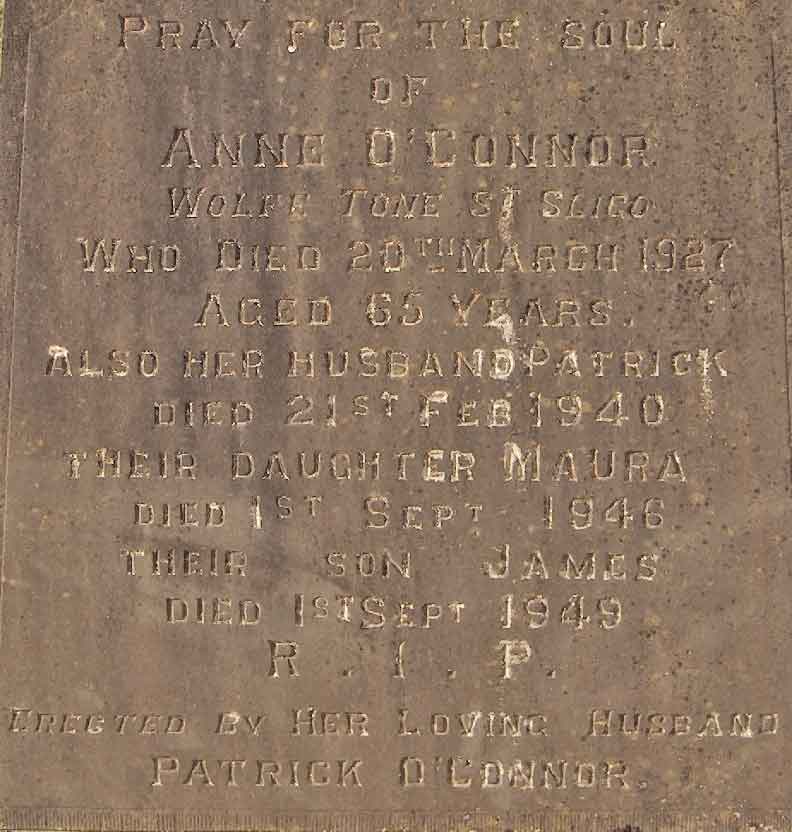 PRAY FOR THE SOUL
OF
ANNE O'CONNOR
WOLFE TONE ST SLIGO
WHO DIED 20TH MARCH 1927
AGED 65 YEARS.
ALSO HER HUSBAND PATRICK
DIED 21ST FEB 1940
THEIR DAUGHTER MAURA
DIED 1ST SEPT 1946
THEIR SON JAMES
DIED 1ST SEPT 1949
R.I.P.
ERECTED BY HER LOVING HUSBAND
PATRICK O'CONNOR.